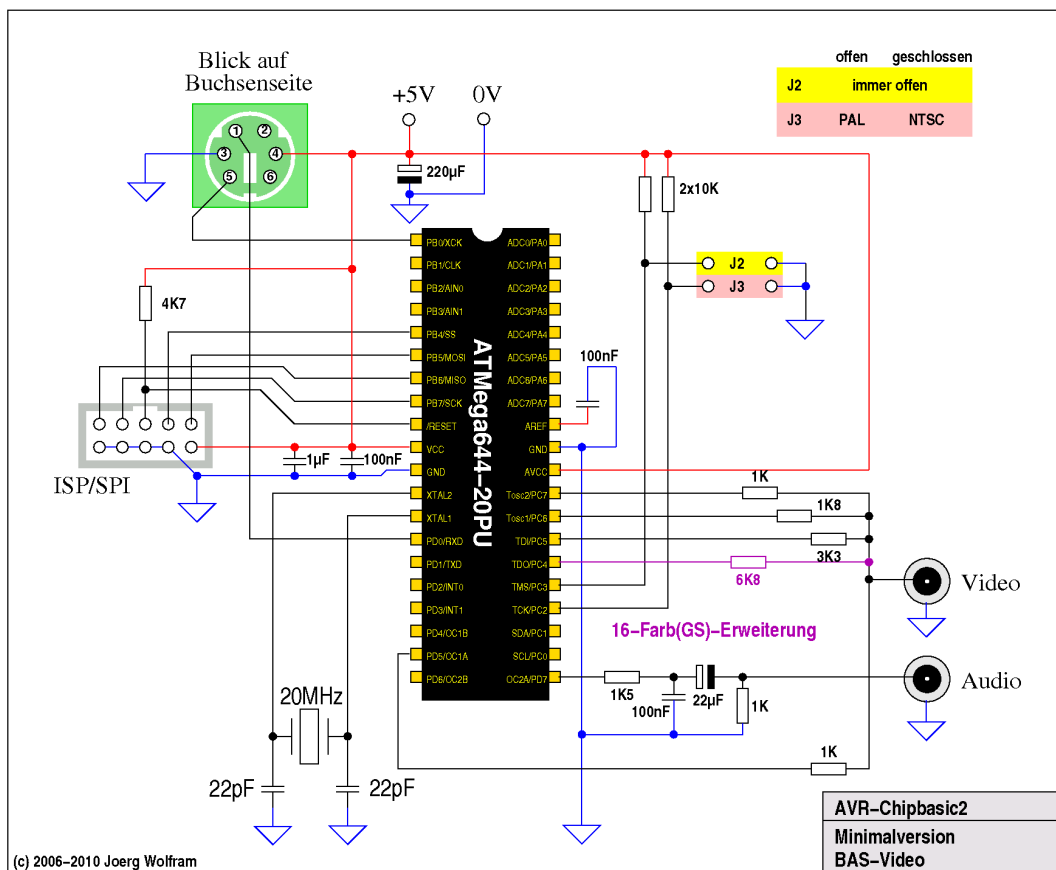 Blick auf
Buchsenseite
1
2
3
4
5
6
+5V
0V
220µF
offen geschlossen
J2 immer offen
J3 PAL NTSC
2x10K
J2
J3
4K7
100nF
ISP/SPI
1µF
100nF
ATMega644-20PU
PB0/XCK
PB1/CLK
PB2/AIN0
PB3/AIN1
PB4/SS
PB5/MOSI
PB6/MISO
PB7/SCK
/RESET
VCC
GND
XTAL2
XTAL1
PD0/RXD
PD1/TXD
PD2/INT0
PD3/INT1
PD4/OC1B
PD5/OC1A
PD6/OC2B
ADC0/PA0
ADC1/PA1
ADC2/PA2
ADC3/PA3
ADC4/PA4
ADC5/PA5
ADC6/PA6
ADC7/PA7
AREF
GND
AVCC
Tosc2/PC7
Tosc1/PC6
TDI/PC5
TDO/PC4
TMS/PC3
TCK/PC2
SDA/PC1
SCL/PC0
OC2A/PD7
1K
1K8
3K3
6K8
Video
16-Farb(GS)-Erweiterung
Audio
1K5
100nF
22µF
1K
1K
20MHz
22pF
22pF
AVR-Chipbasic2
Minimalversion
BAS-Video
(c) 2006-2010 Joerg Wolfram